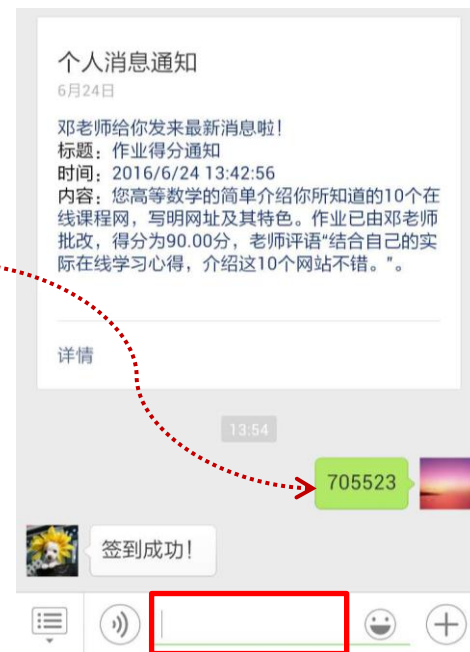 个人消息通知
6月24日
邓老师给你发来最新消息啦！
标题：作业得分通知
时间：2016/6/24 13:42:56
内容：您高等数学的简单介绍你所知道的10个在
线课程网，写明网址及其特色。作业已由邓老师
批改，得分为90.00分，老师评语“结合自己的实
际在线学习心得，介绍这10个网站不错。”。
详情
13:54
705523
签到成功！